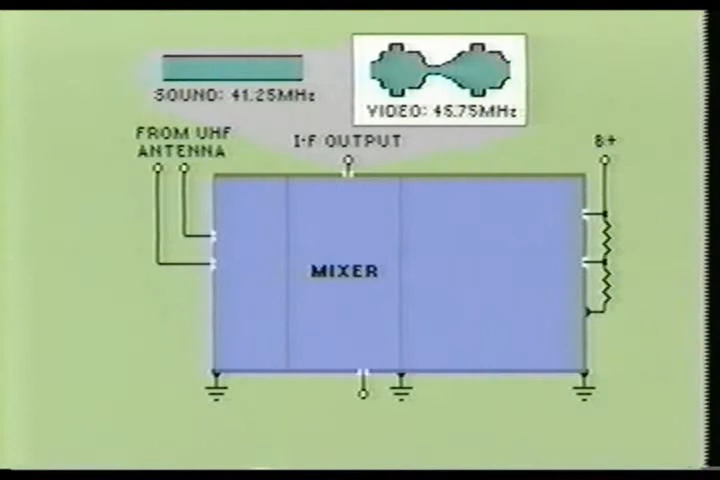 SOUND: 41.25MHz
VIDEO: 45.75MHz
FROM UHF
ANTENNA
I-F OUTPUT
B+
MIXER